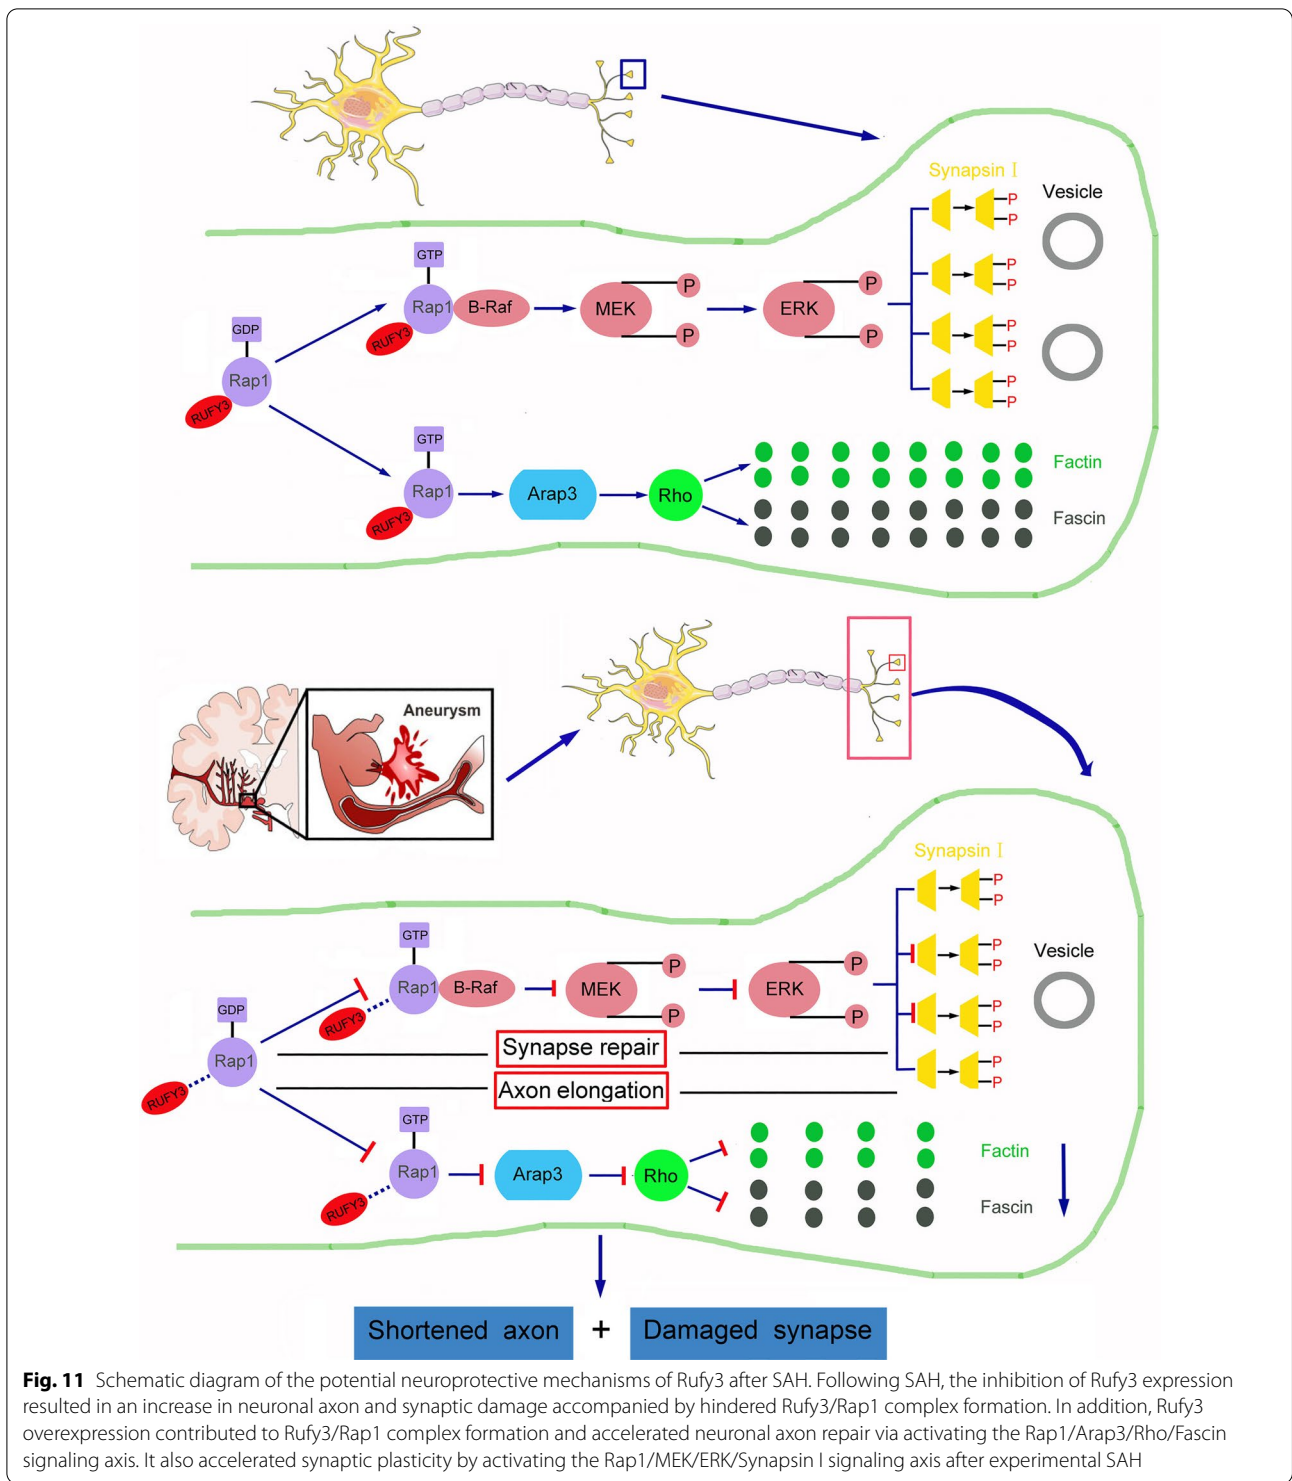 Synapsin I
Vesicle
P
P
GTP
Rap1
B-Raf
MEK
P
P
ERK
P
P
P
P
RUFY3
GDP
Rap1
RUFY3
P
P
P
P
GTP
Rap1
RUFY3
Arap3
Rho
Factin
Fascin
Aneurysm
Synapsin I
P
P
Vesicle
GTP
Rap1
B-Raf
MEK
P
P
ERK
P
P
P
P
RUFY3
GDP
Rap1
RUFY3
P
P
Synapse repair
P
P
Axon elongation
GTP
Rap1
RUFY3
Arap3
Rho
Factin
Fascin
Shortened axon + Damaged synapse
Fig. 11 Schematic diagram of the potential neuroprotective mechanisms of Rufy3 after SAH. Following SAH, the inhibition of Rufy3 expression
resulted in an increase in neuronal axon and synaptic damage accompanied by hindered Rufy3/Rap1 complex formation. In addition, Rufy3
overexpression contributed to Rufy3/Rap1 complex formation and accelerated neuronal axon repair via activating the Rap1/Arap3/Rho/Fascin
signaling axis. It also accelerated synaptic plasticity by activating the Rap1/MEK/ERK/Synapsin I signaling axis after experimental SAH